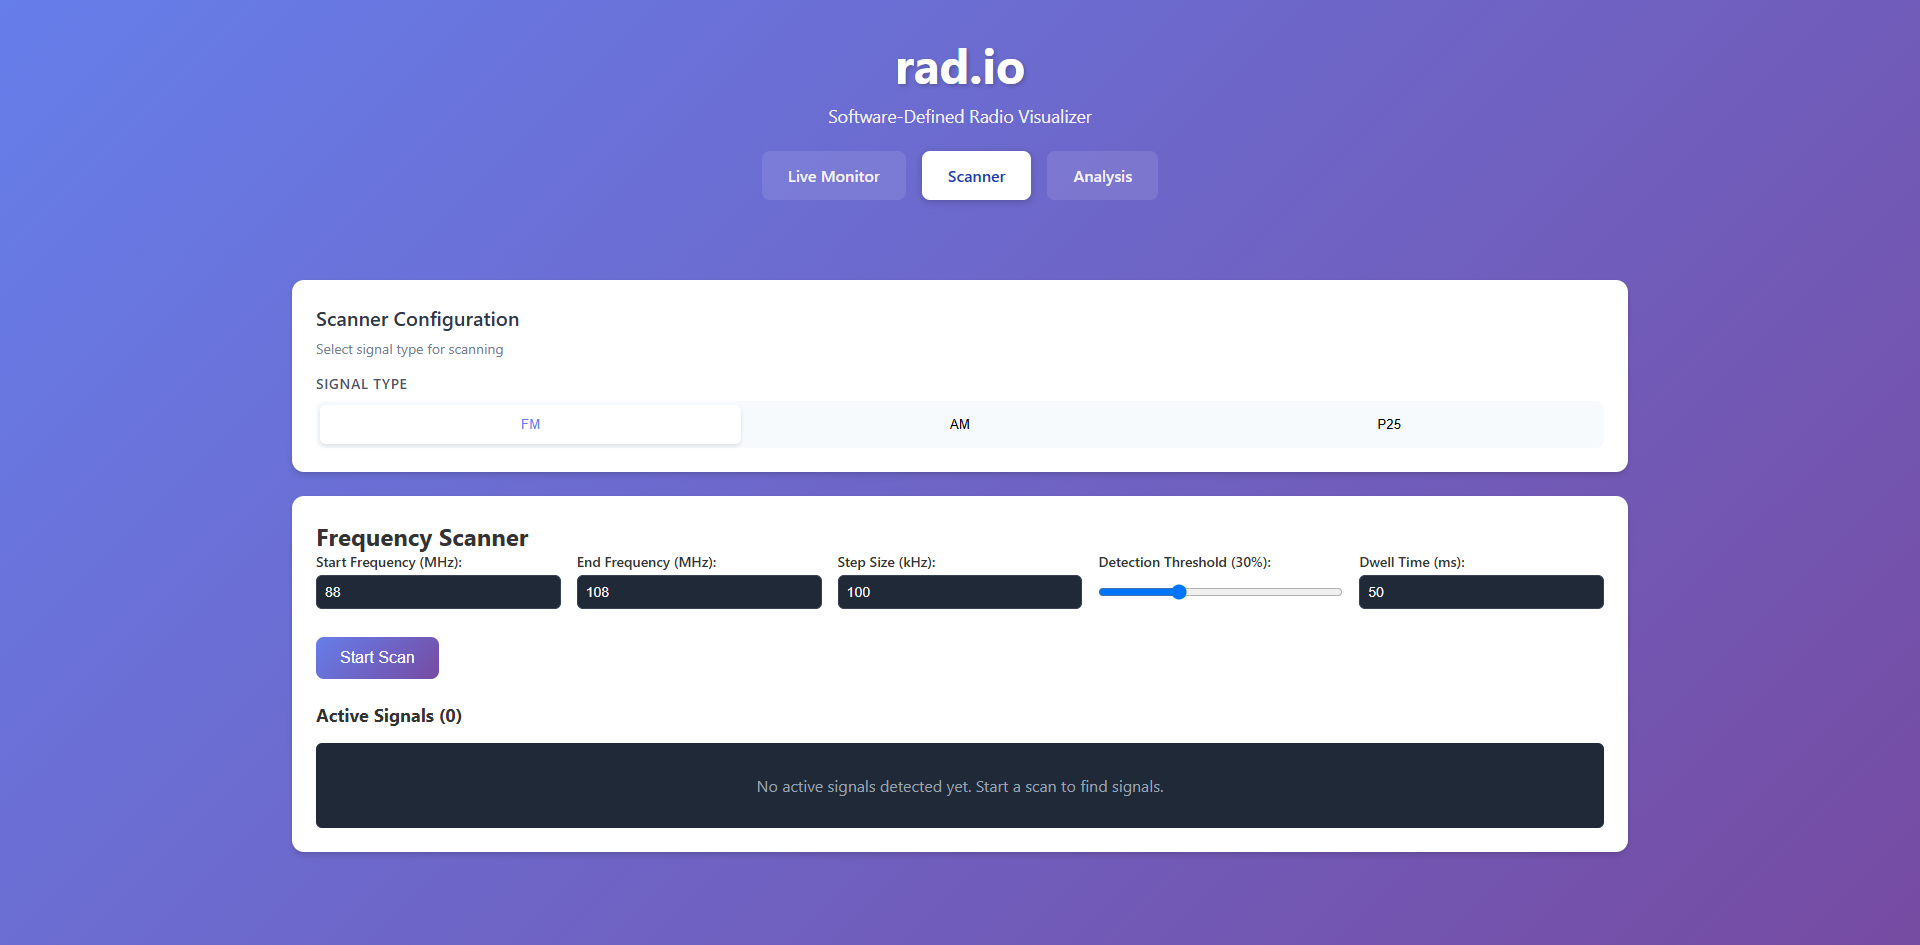 rad.io
Software-Defined Radio Visualizer
Live Monitor Scanner Analysis
Scanner Configuration
Select signal type for scanning
SIGNAL TYPE
FM AM P25
Frequency Scanner
Start Frequency (MHz): End Frequency (MHz): Step Size (kHz): Detection Threshold (30%): Dwell Time (ms):
88 108 100 50
Start Scan
Active Signals (0)
No active signals detected yet. Start a scan to find signals.